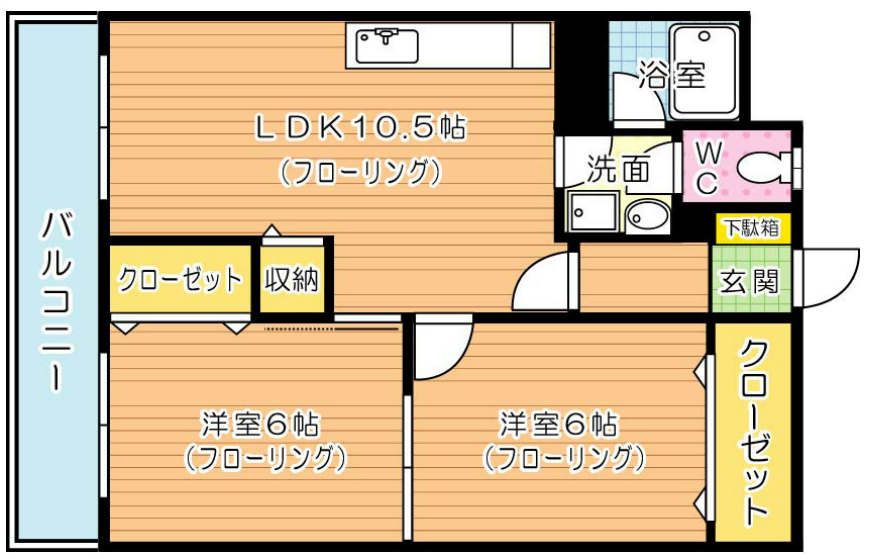 浴室
LDK10.5帖
(フローリング)
洗面
WC
バルコニー
下駄箱
クローゼット
収納
玄関
クローゼット
洋室6帖
(フローリング)
洋室6帖
(フローリング)